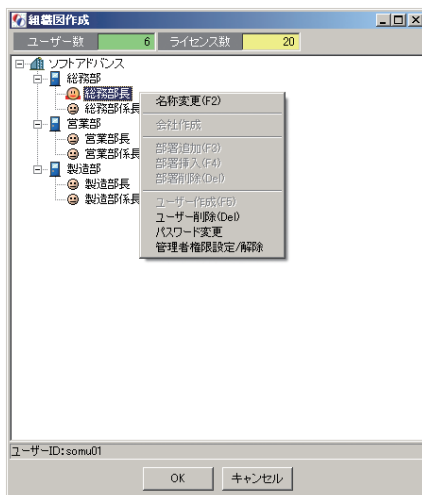 組織図作成
ユーザー数 6 ライセンス数 20
ソフトアドバンス
総務部
総務部長
総務部係長
営業部
営業部長
営業部係長
製造部
製造部長
製造部係長
名称変更(F2)
会社作成
部署追加(F3)
部署挿入(F4)
部署削除(Del)
ユーザー作成(F5)
ユーザー削除(Del)
パスワード変更
管理者権限設定/解除
ユーザーID:somu01
OK キャンセル